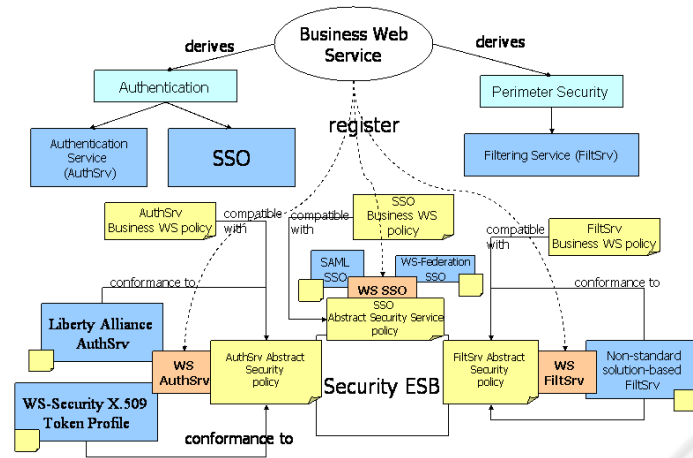 Business Web
Service
derives
derives
Authentication
Perimeter Security
register
Authentication
Service
(AuthSrv)
SSO
Filtering Service (FiltSrv)
AuthSrv
Business WS policy
compatible
with
compatible
with
SSO
Business WS
policy
compatible
with
FiltSrv
Business WS policy
SAML
SSO
WS-Federation
SSO
WS SSO
conformance to
conformance to
SSO
Abstract Security Service
policy
Liberty Alliance
AuthSrv
WS
AuthSrv
AuthSrv Abstract
Security
policy
Security ESB
FiltSrv Abstract
Security
policy
WS
FiltSrv
Non-standard
solution-based
FiltSrv
WS-Security X.509
Token Profile
conformance to